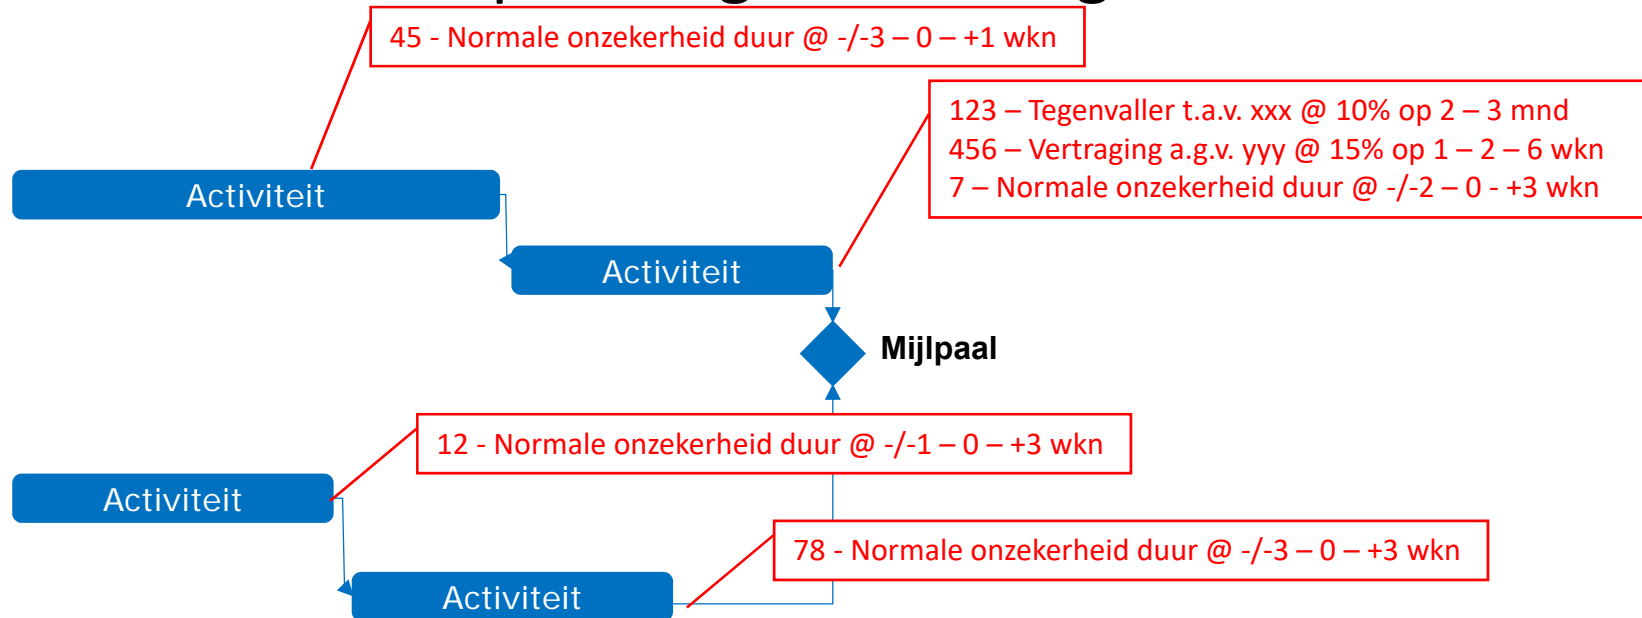 45 - Normale onzekerheid duur @ -/-3 – 0 – +1 wkn
123 – Tegenvaller t.a.v. xxx @ 10% op 2 – 3 mnd
456 – Vertraging a.g.v. yyy @ 15% op 1 – 2 – 6 wkn
7 – Normale onzekerheid duur @ -/-2 – 0 - +3 wkn
Activiteit
Activiteit
Mijlpaal
12 - Normale onzekerheid duur @ -/-1 – 0 – +3 wkn
Activiteit
78 - Normale onzekerheid duur @ -/-3 – 0 – +3 wkn
Activiteit